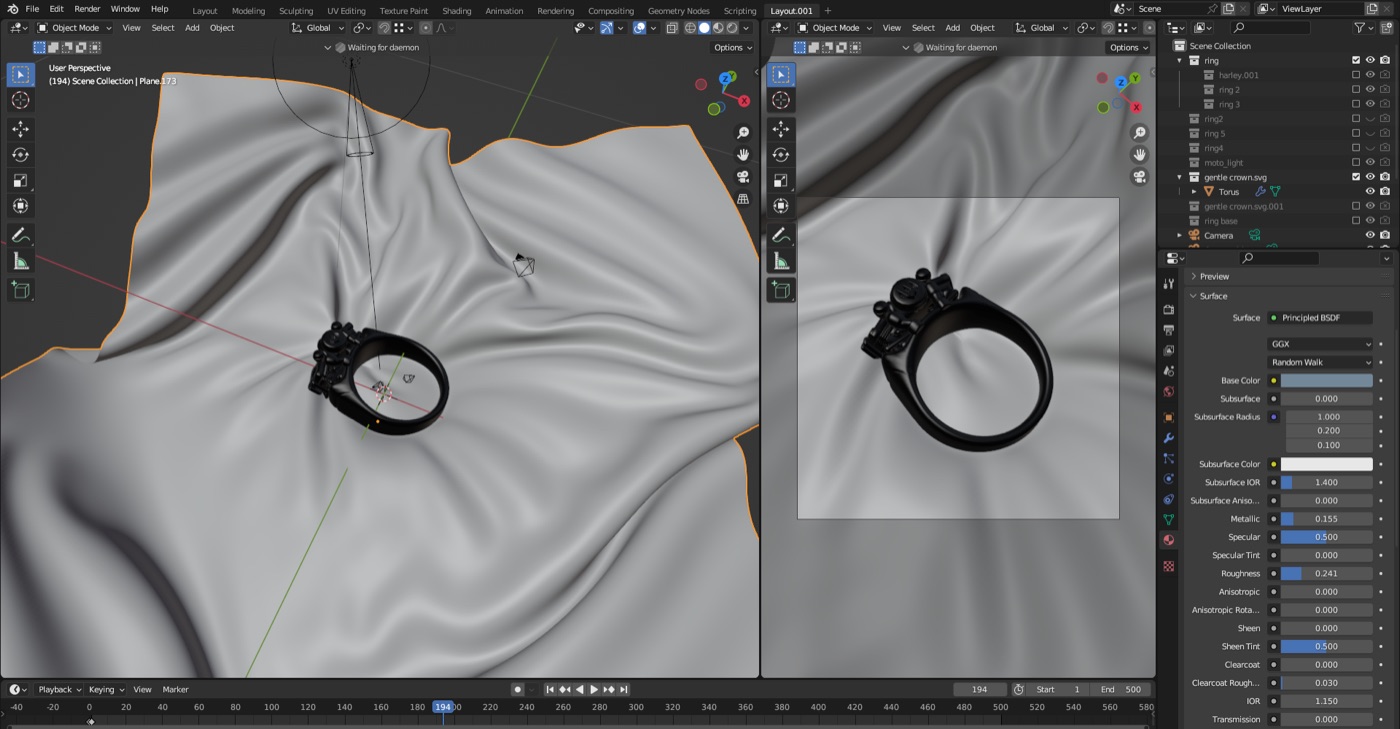 File Edit Render Window Help Layout Modeling Sculpting UV Editing Texture Paint Shading Animation Rendering Compositing Geometry Nodes Scripting Layout.001 + Scene ViewLayer
Object Mode View Select Add Object Global
Object Mode View Select Add Object Global
Waiting for daemon Options
Waiting for daemon Options
User Perspective
(194) Scene Collection | Plane.173
Z Y X
Z Y X
Scene Collection
ring
harley.001
ring 2
ring 3
ring2
ring 5
ring4
moto_light
gentle crown.svg
Torus
gentle crown.svg.001
ring base
Camera
Preview
Surface
Surface Principled BSDF
GGX
Random Walk
Base Color
Subsurface 0.000
Subsurface Radius 1.000
0.200
0.100
Subsurface Color
Subsurface IOR 1.400
Subsurface Aniso... 0.000
Metallic 0.155
Specular 0.500
Specular Tint 0.000
Roughness 0.241
Anisotropic 0.000
Anisotropic Rota... 0.000
Sheen 0.000
Sheen Tint 0.500
Clearcoat 0.000
Clearcoat Rough... 0.030
IOR 1.150
Transmission 0.000
Playback Keying View Marker 194 Start 1 End 500
-40 -20 0 20 40 60 80 100 120 140 160 180 194 220 240 260 280 300 320 340 360 380 400 420 440 460 480 500 520 540 560 580